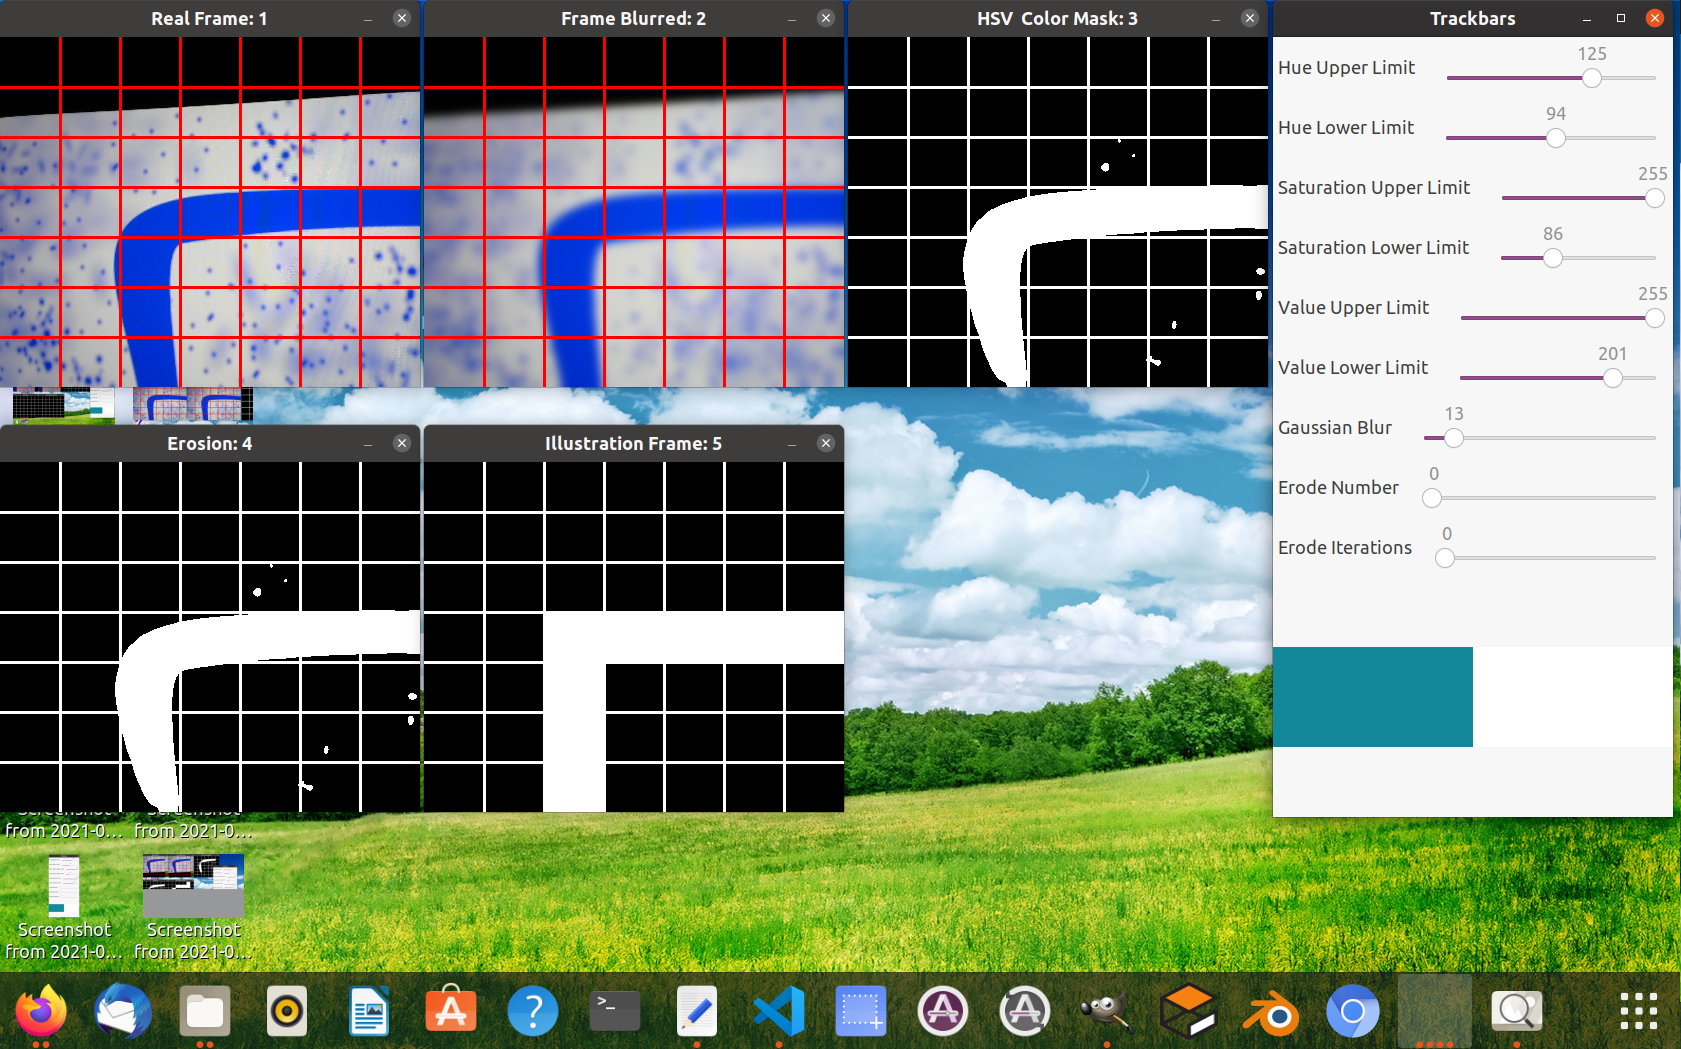 Real Frame: 1
Frame Blurred: 2
HSV  Color Mask: 3
Trackbars
Hue Upper Limit
125
Hue Lower Limit
94
Saturation Upper Limit
255
Saturation Lower Limit
86
Value Upper Limit
255
Value Lower Limit
201
Gaussian Blur
13
Erode Number
0
Erode Iterations
0
Erosion: 4
Illustration Frame: 5
Screenshot
from 2021-0...
Screenshot
from 2021-0...
Screenshot
from 2021-0...
Screenshot
from 2021-0...
>_
?